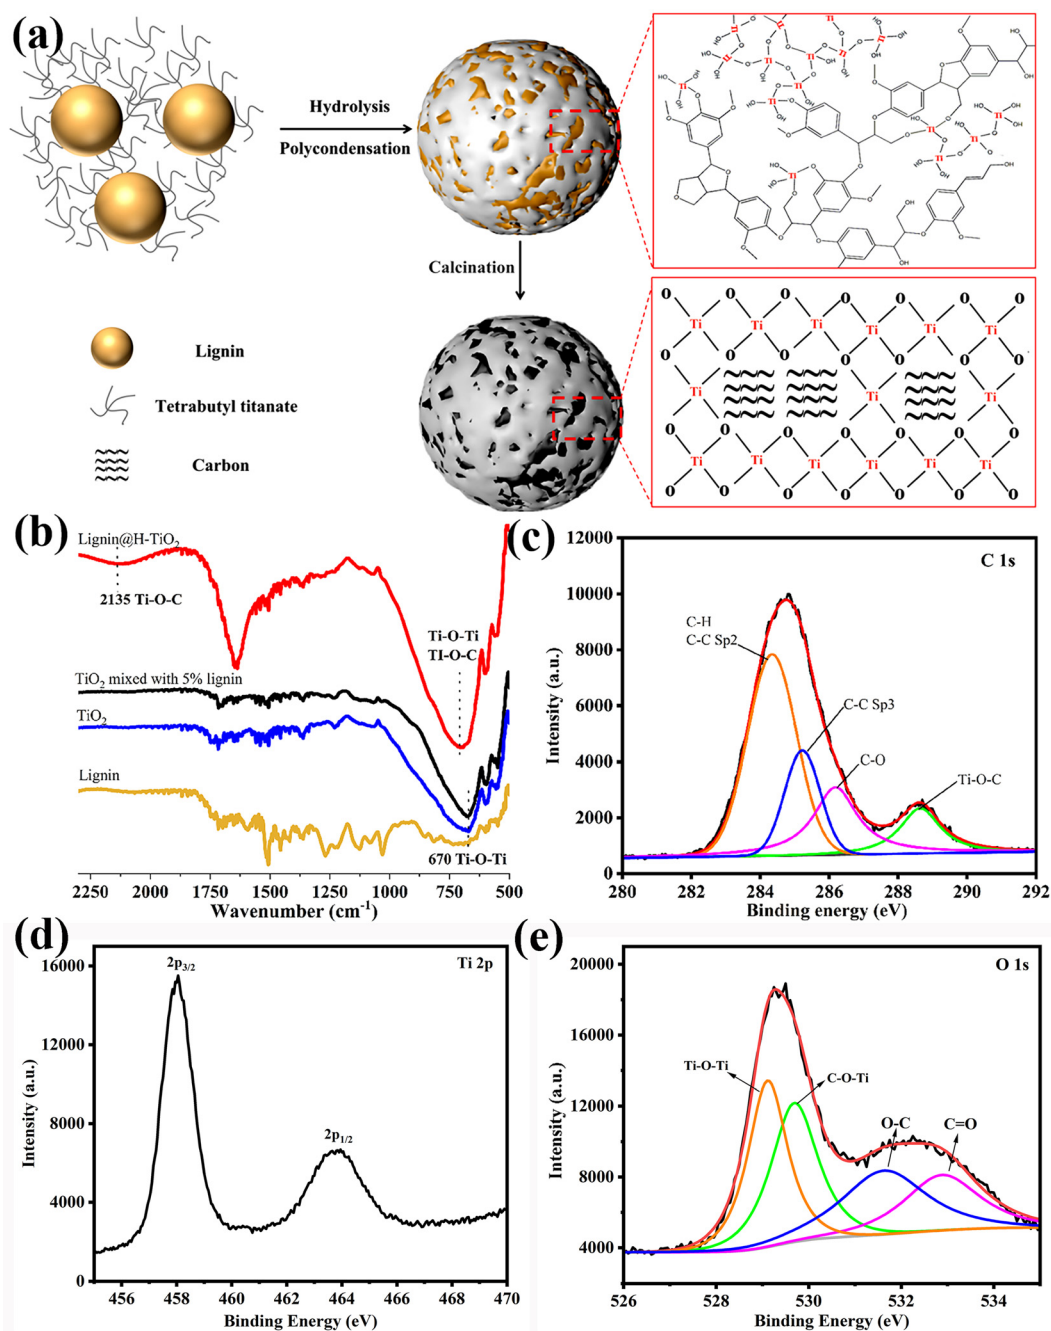 (a)
Hydrolysis
Polycondensation
Calcination
Lignin
Tetrabutyl titanate
Carbon
(b)
Lignin@H-TiO2
2135 Ti-O-C
Ti-O-Ti
TI-O-C
TiO2 mixed with 5% lignin
TiO2
Lignin
670 Ti-O-Ti
2250 2000 1750 1500 1250 1000 750 500
Wavenumber (cm-1)
(c)
C 1s
C-H
C-C Sp2
C-C Sp3
C-O
Ti-O-C
12000
10000
8000
6000
4000
2000
0
Intensity (a.u.)
280 282 284 286 288 290 292
Binding energy (eV)
(d)
Ti 2p
2p3/2
2p1/2
16000
12000
8000
4000
0
Intensity (a.u.)
456 458 460 462 464 466 468 470
Binding Energy (eV)
(e)
O 1s
Ti-O-Ti
C-O-Ti
O-C
C=O
20000
16000
12000
8000
4000
Intensity (a.u.)
526 528 530 532 534
Binding Energy (eV)